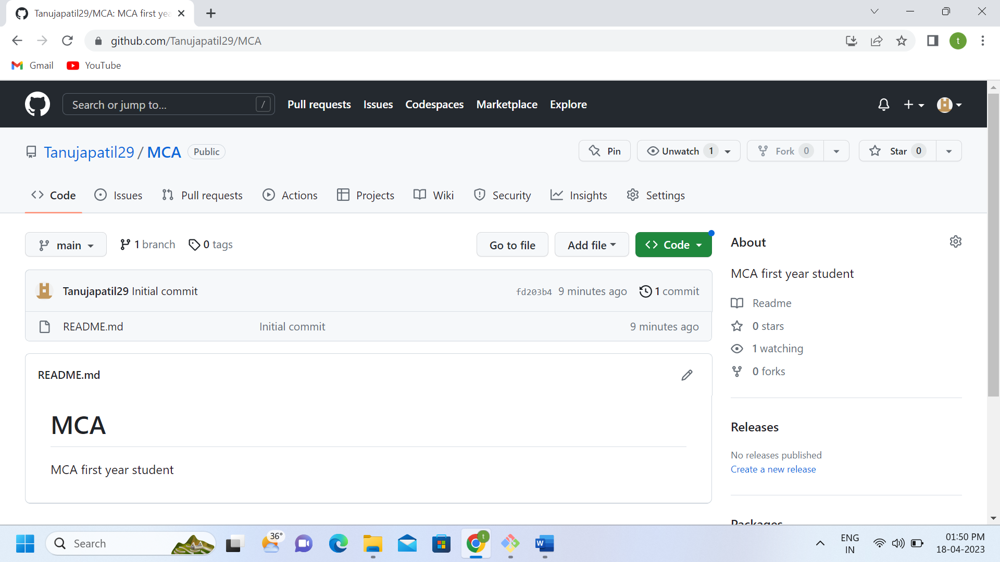 Tanujapatil29/MCA: MCA first yea
github.com/Tanujapatil29/MCA
t
Gmail
YouTube
Search or jump to...
/
Pull requests
Issues
Codespaces
Marketplace
Explore
Tanujapatil29 / MCA
Public
Pin
Unwatch 1
Fork 0
Star 0
Code
Issues
Pull requests
Actions
Projects
Wiki
Security
Insights
Settings
main
1 branch
0 tags
Go to file
Add file
Code
Tanujapatil29 Initial commit
fd203b4 9 minutes ago
1 commit
README.md
Initial commit
9 minutes ago
README.md
MCA
MCA first year student
About
MCA first year student
Readme
0 stars
1 watching
0 forks
Releases
No releases published
Create a new release
Packages
Search
36°
t
W
ENG
IN
01:50 PM
18-04-2023